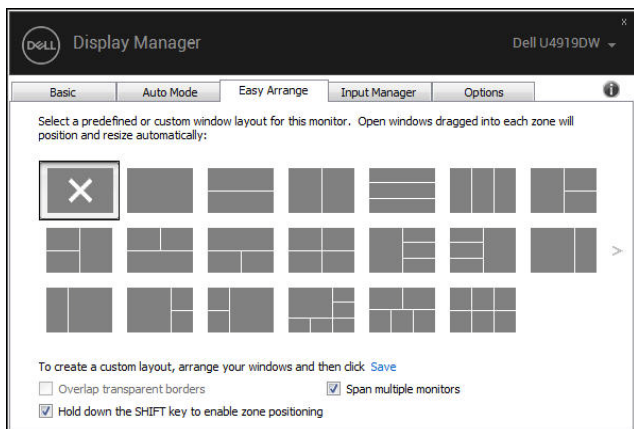 x
DELL Display Manager Dell U4919DW
Basic Auto Mode Easy Arrange Input Manager Options i
Select a predefined or custom window layout for this monitor. Open windows dragged into each zone will
position and resize automatically:
>
To create a custom layout, arrange your windows and then click Save
Overlap transparent borders Span multiple monitors
Hold down the SHIFT key to enable zone positioning